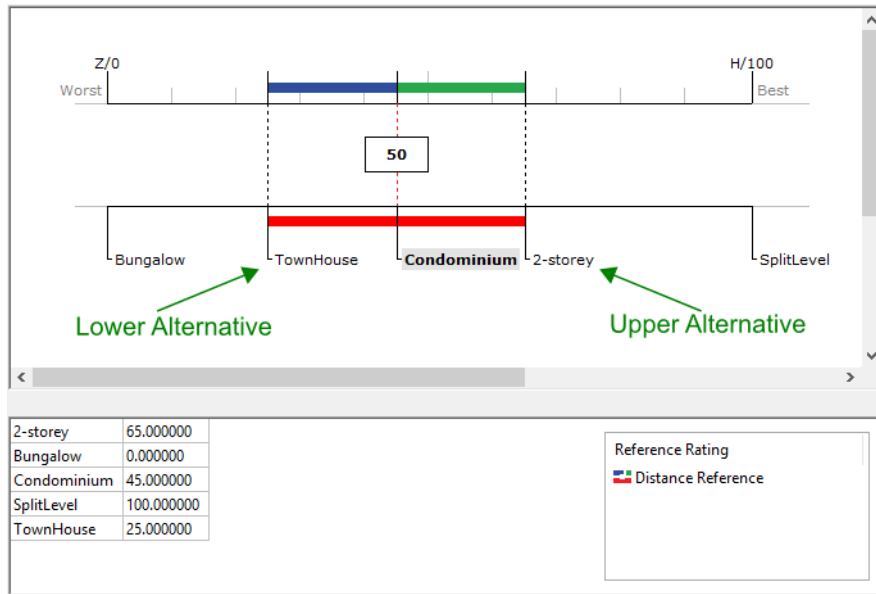 Z/0 H/100
Worst Best
50
Bungalow TownHouse Condominium 2-storey SplitLevel
Lower Alternative Upper Alternative
2-storey 65.000000
Bungalow 0.000000
Condominium 45.000000
SplitLevel 100.000000
TownHouse 25.000000
Reference Rating
Distance Reference